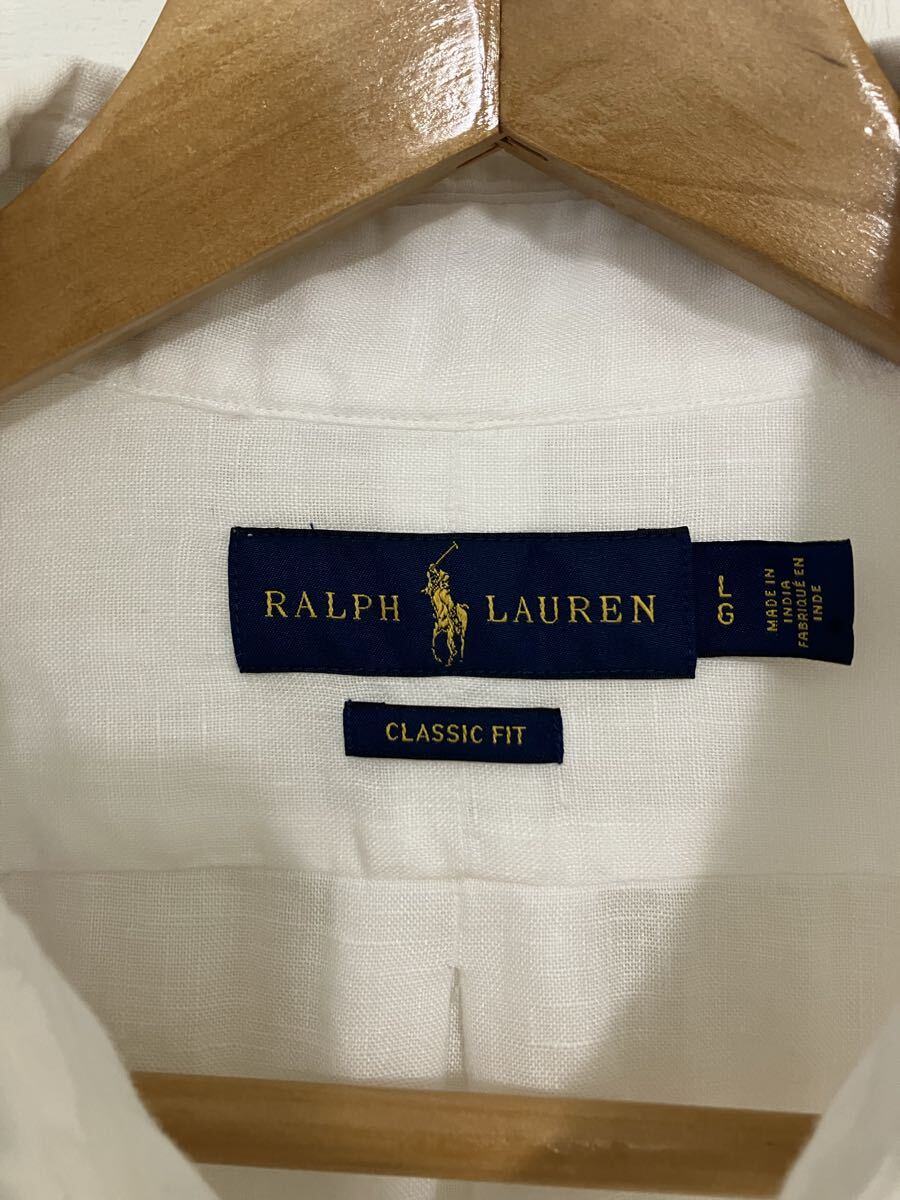 RALPH LAUREN
L
G
MADE IN
INDIA
FABRIQUÉ EN
INDE
CLASSIC FIT